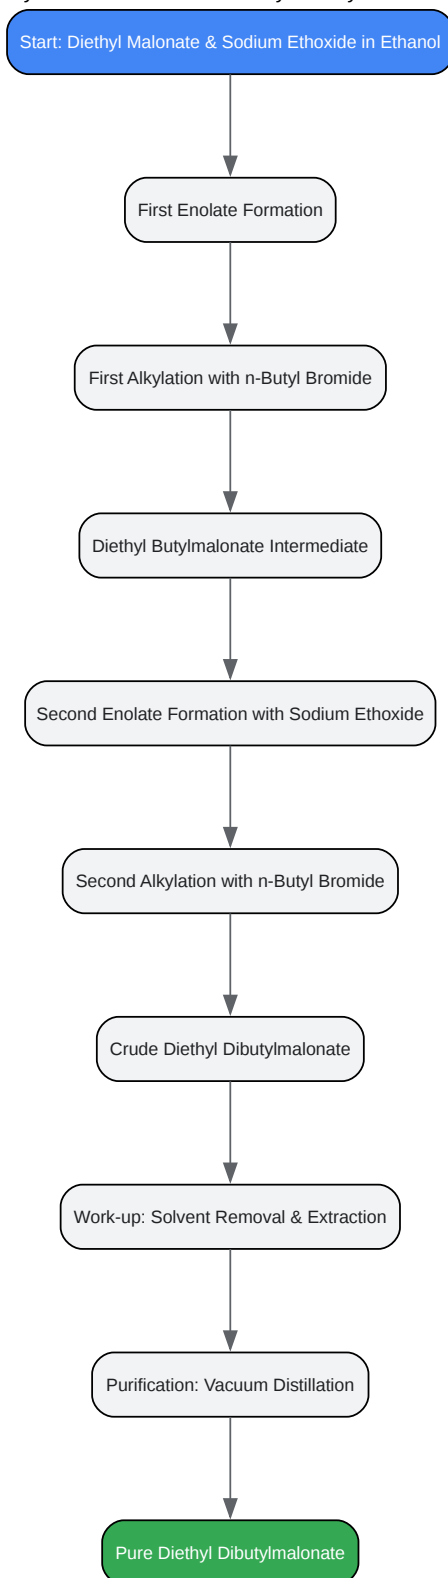 Start: Diethyl Malonate & Sodium Ethoxide in Ethanol
First Enolate Formation
First Alkylation with n-Butyl Bromide
Diethyl Butylmalonate Intermediate
Second Enolate Formation with Sodium Ethoxide
Second Alkylation with n-Butyl Bromide
Crude Diethyl Dibutylmalonate
Work-up: Solvent Removal & Extraction
Purification: Vacuum Distillation
Pure Diethyl Dibutylmalonate